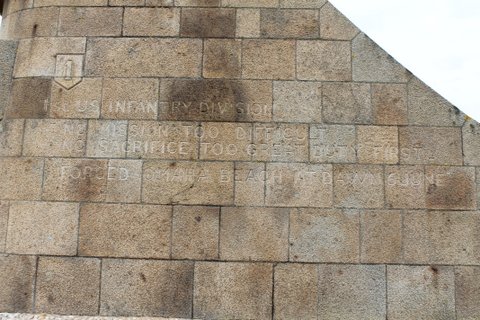 1
1ST US INFANTRY DIVISION
NO MISSION TOO DIFFICULT
NO SACRIFICE TOO GREAT DUTY FIRST
FORCED OMAHA BEACH AT DAWN 6 JUNE